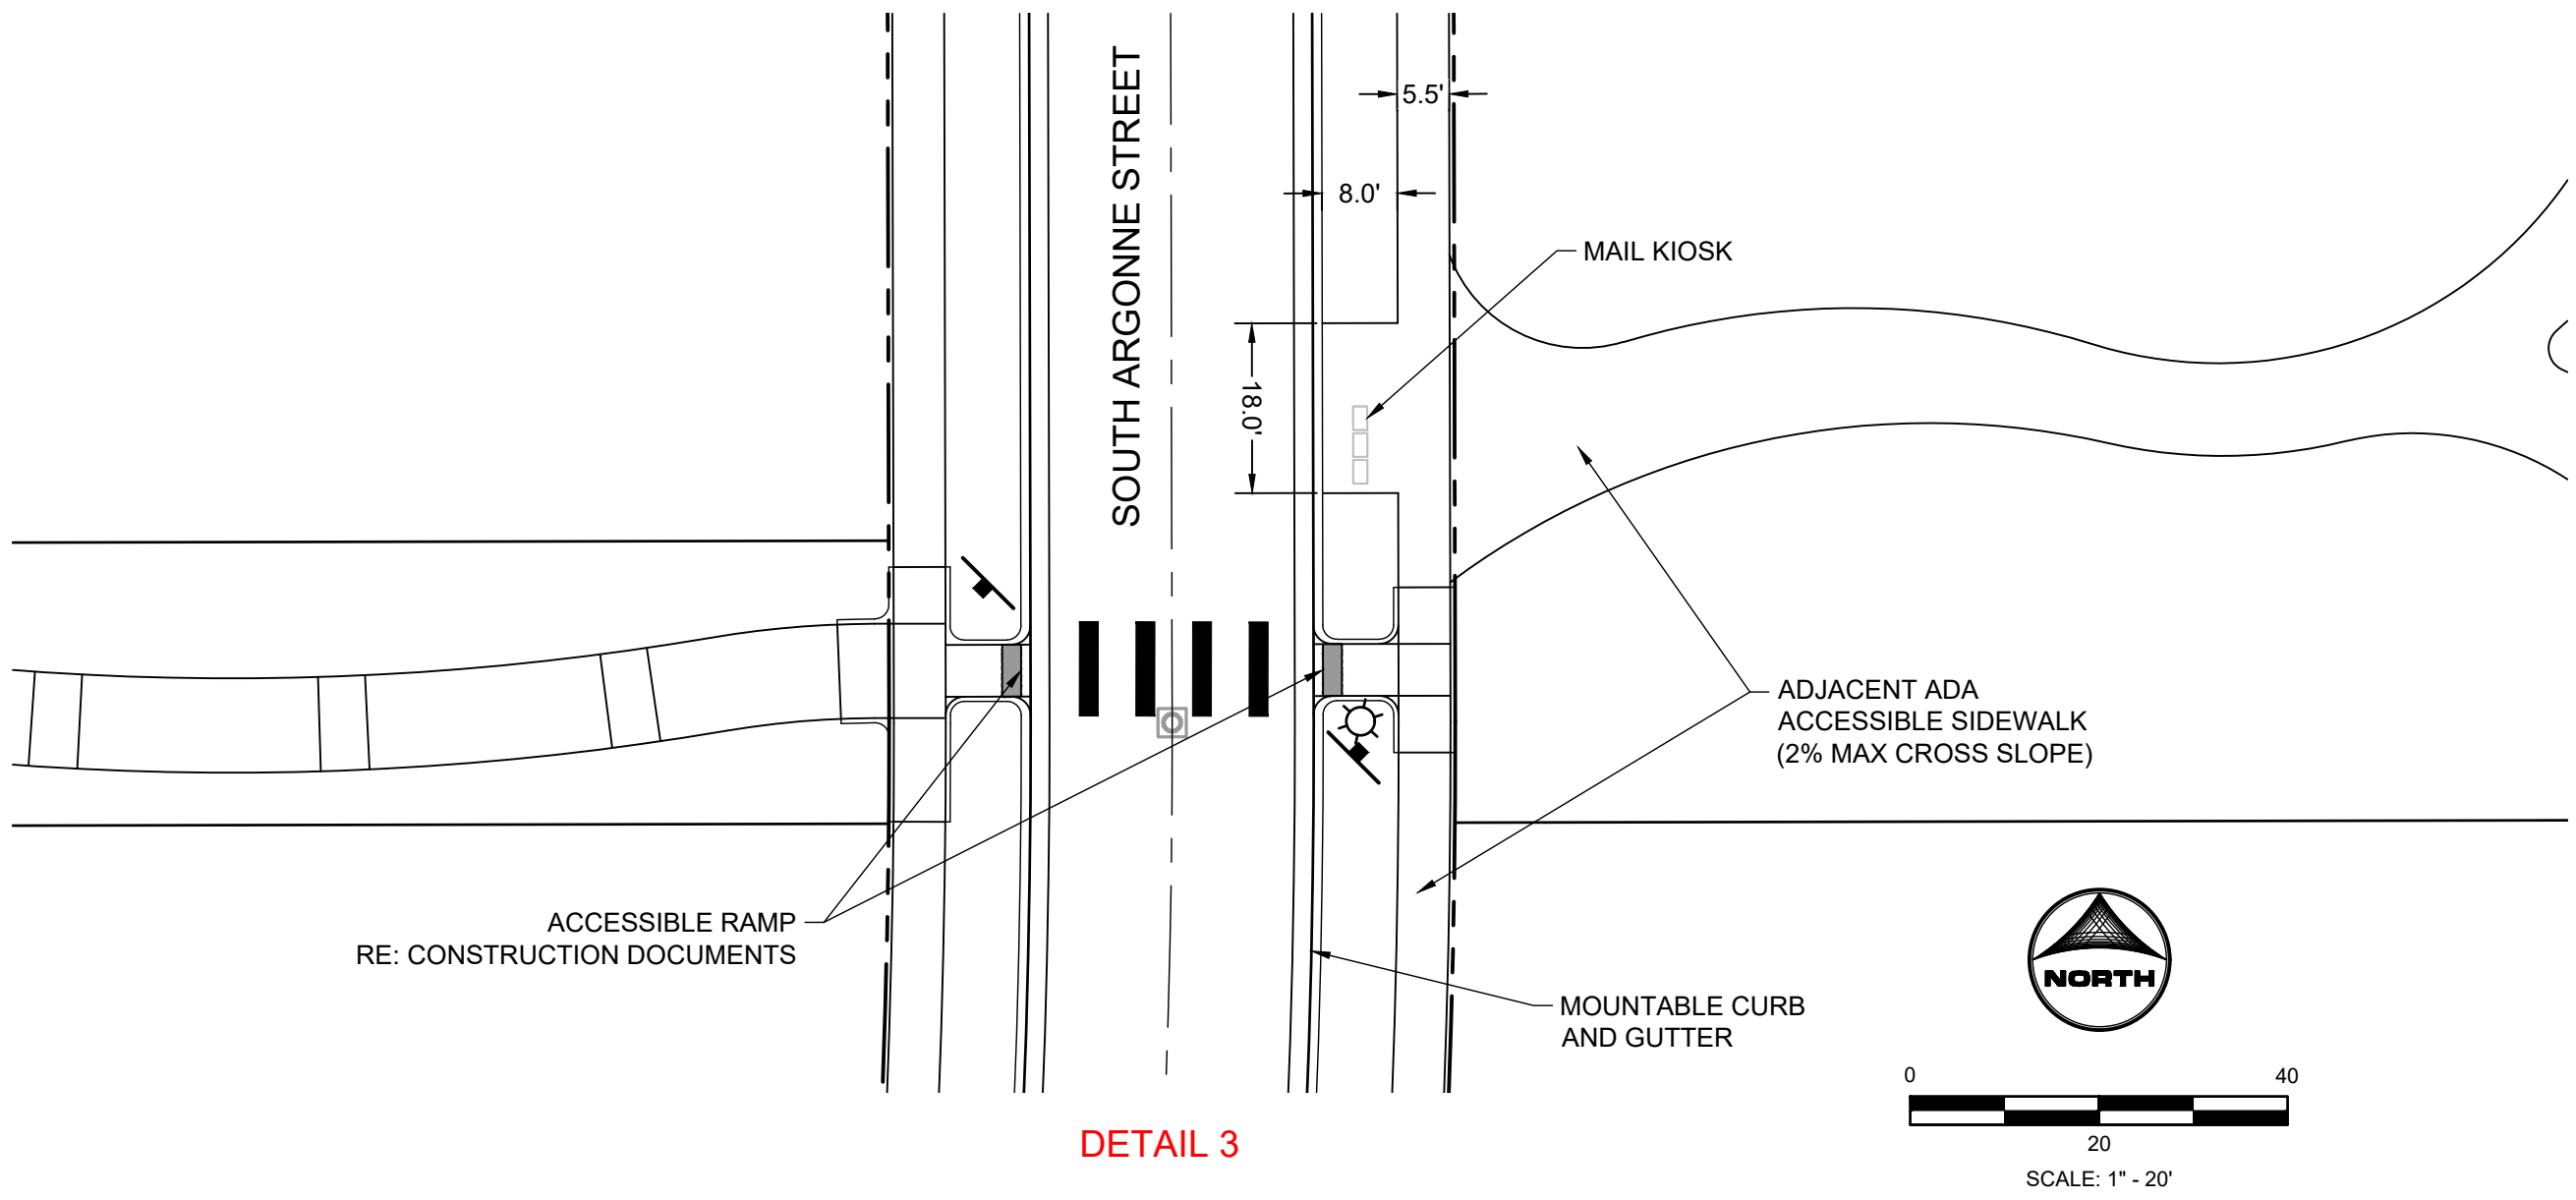 SOUTH ARGONNE STREET
5.5'
8.0'
MAIL KIOSK
18.0'
ADJACENT ADA
ACCESSIBLE SIDEWALK
(2% MAX CROSS SLOPE)
ACCESSIBLE RAMP
RE: CONSTRUCTION DOCUMENTS
NORTH
MOUNTABLE CURB
AND GUTTER
0
40
20
SCALE: 1" - 20'
DETAIL 3